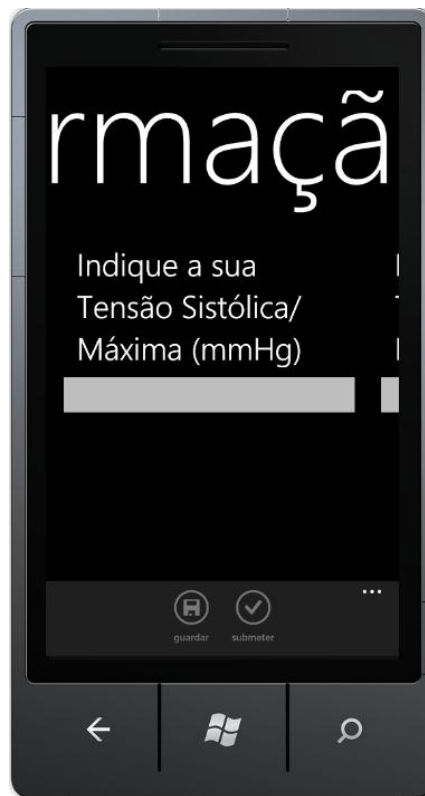 rmaçã
Indique a sua
Tensão Sistólica/
Máxima (mmHg)
guardar submeter